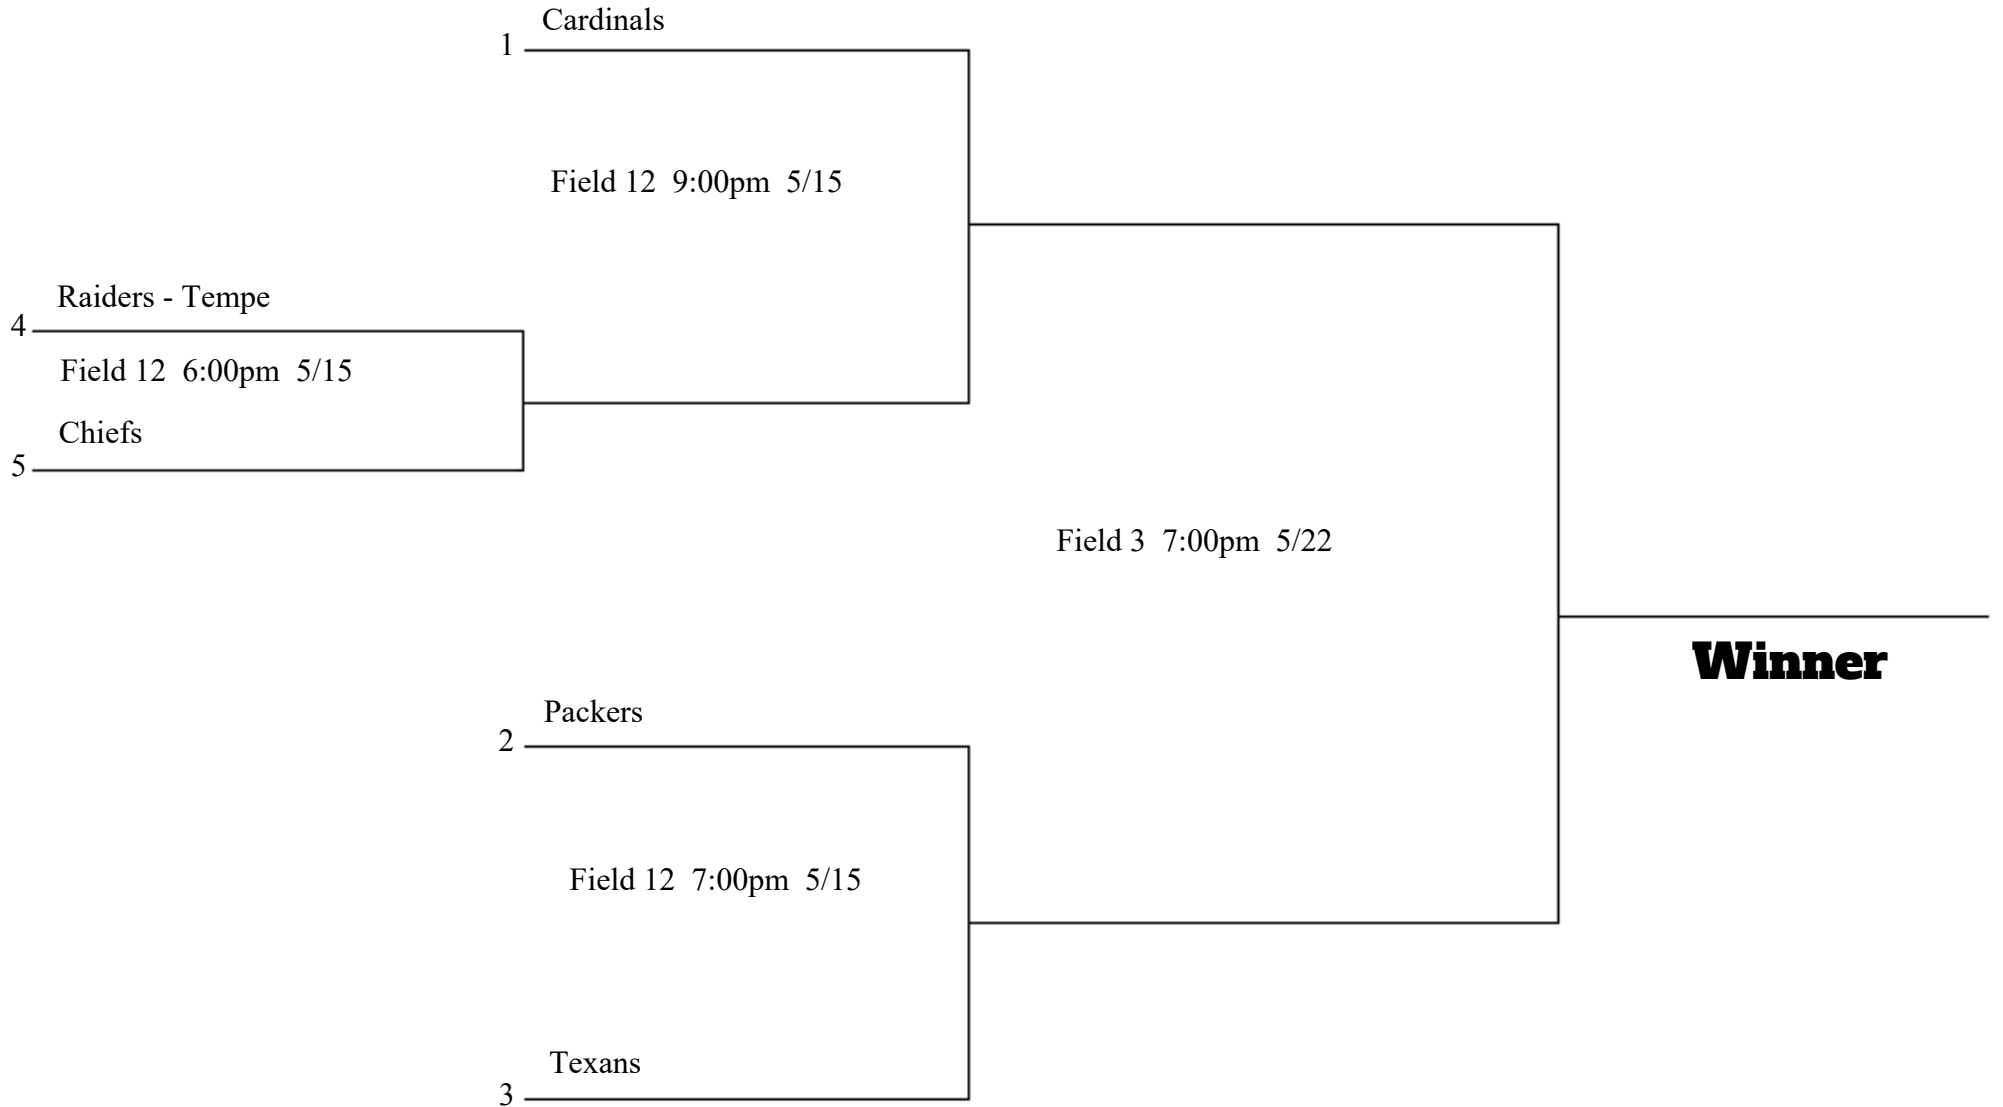 Cardinals
1
Field 12 9:00pm 5/15
Raiders - Tempe
4
Field 12 6:00pm 5/15
Chiefs
5
Field 3 7:00pm 5/22
Winner
Packers
2
Field 12 7:00pm 5/15
Texans
3